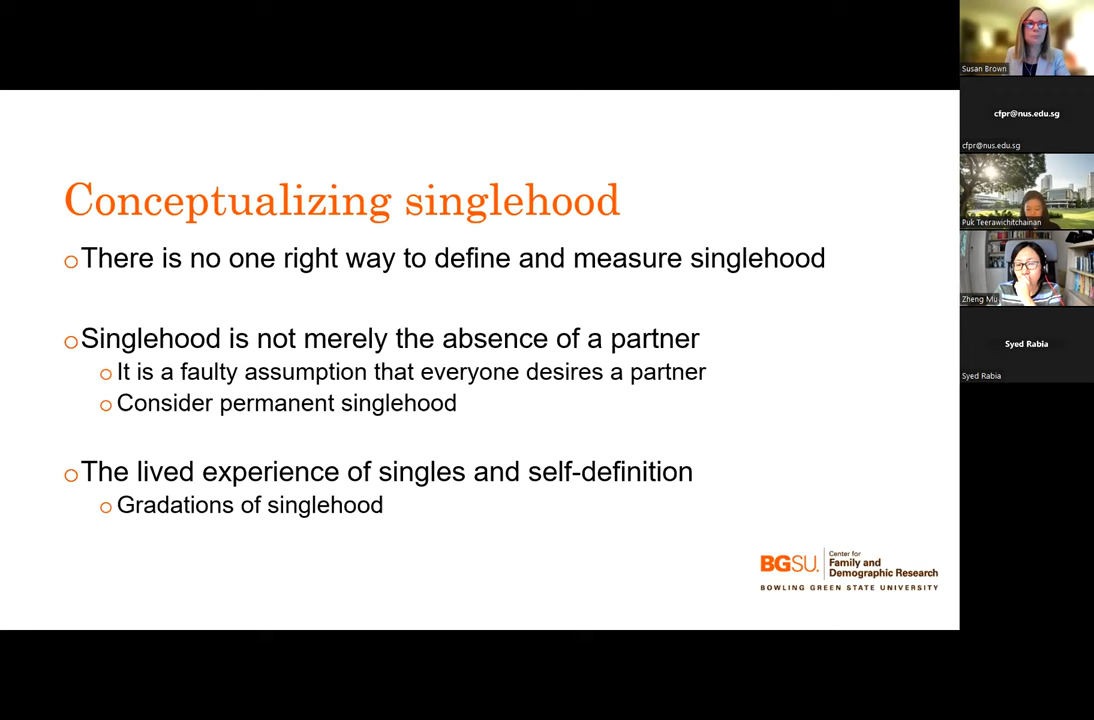 Conceptualizing singlehood
There is no one right way to define and measure singlehood
Singlehood is not merely the absence of a partner
It is a faulty assumption that everyone desires a partner
Consider permanent singlehood
The lived experience of singles and self-definition
Gradations of singlehood
BGSU.
Center for
Family and
Demographic Research
BOWLING GREEN STATE UNIVERSITY
Susan Brown
cfpr@nus.edu.sg
cfpr@nus.edu.sg
Puk Teerawichitchainan
Zheng Mu
Syed Rabia
Syed Rabia